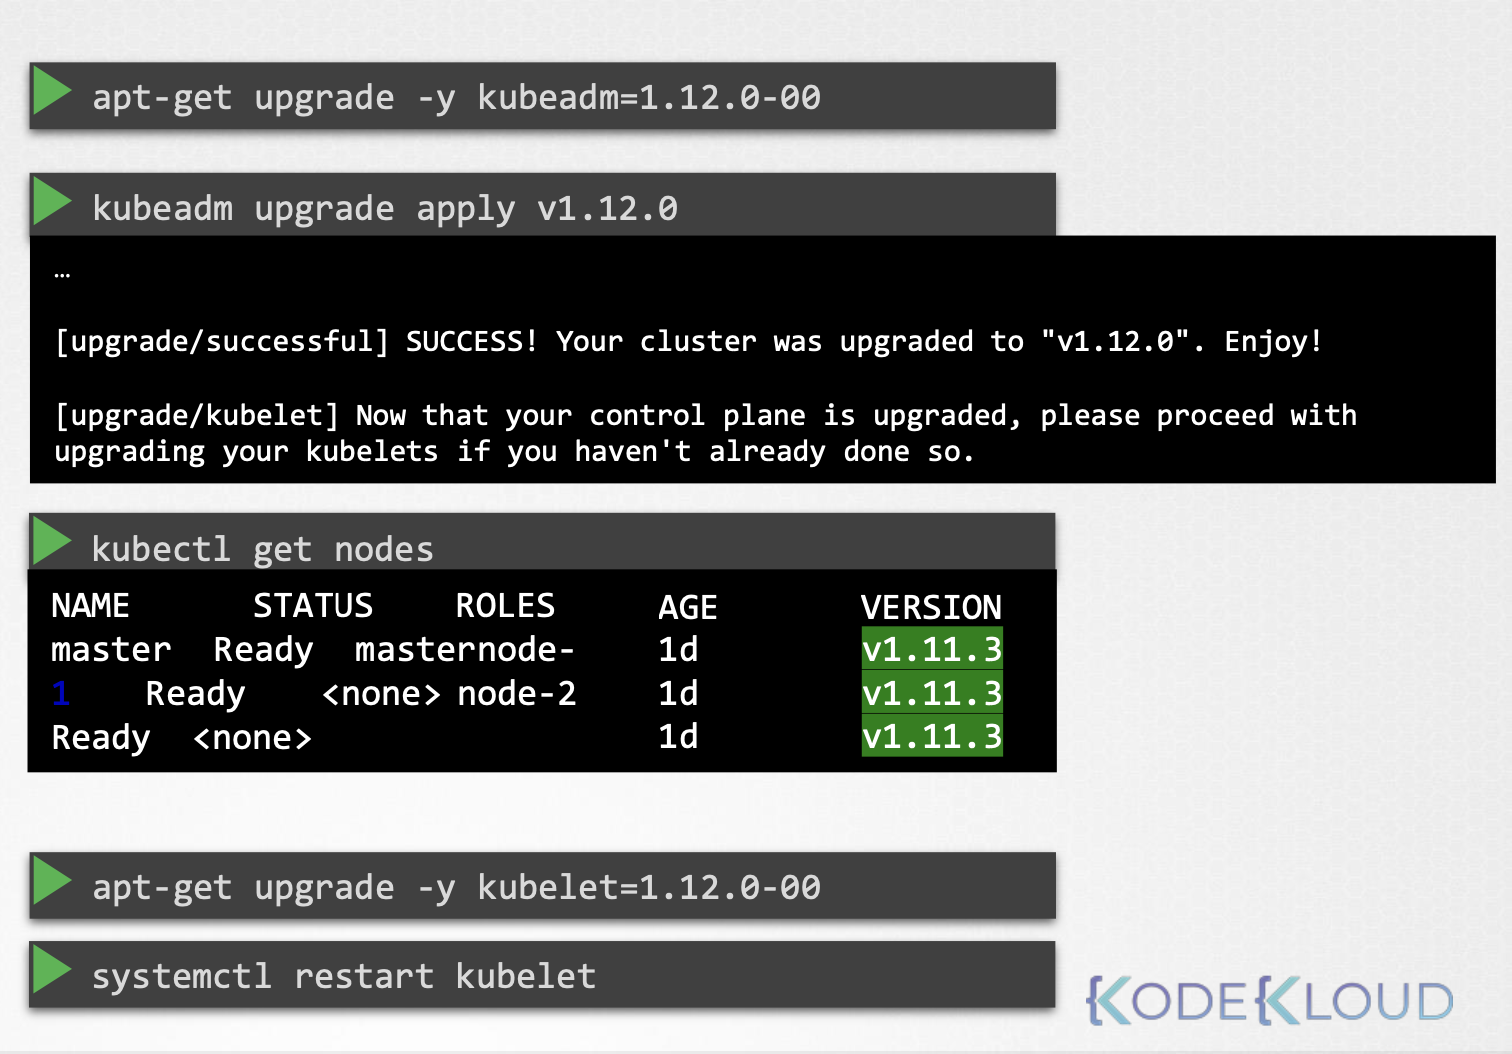 apt-get upgrade -y kubeadm=1.12.0-00
kubeadm upgrade apply v1.12.0
…
[upgrade/successful] SUCCESS! Your cluster was upgraded to "v1.12.0". Enjoy!
[upgrade/kubelet] Now that your control plane is upgraded, please proceed with
upgrading your kubelets if you haven't already done so.
kubectl get nodes
NAME STATUS ROLES AGE VERSION
master Ready masternode- 1d v1.11.3
1 Ready <none> node-2 1d v1.11.3
Ready <none> 1d v1.11.3
apt-get upgrade -y kubelet=1.12.0-00
systemctl restart kubelet
KODEKLOUD